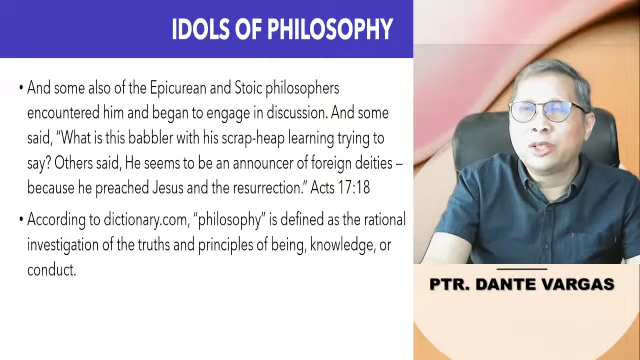 IDOLS OF PHILOSOPHY
• And some also of the Epicurean and Stoic philosophers
encountered him and began to engage in discussion. And some
said, “What is this babbler with his scrap-heap learning trying to
say? Others said, He seems to be an announcer of foreign deities –
because he preached Jesus and the resurrection.” Acts 17:18
• According to dictionary.com, “philosophy” is defined as the rational
investigation of the truths and principles of being, knowledge, or
conduct.
PTR. DANTE VARGAS